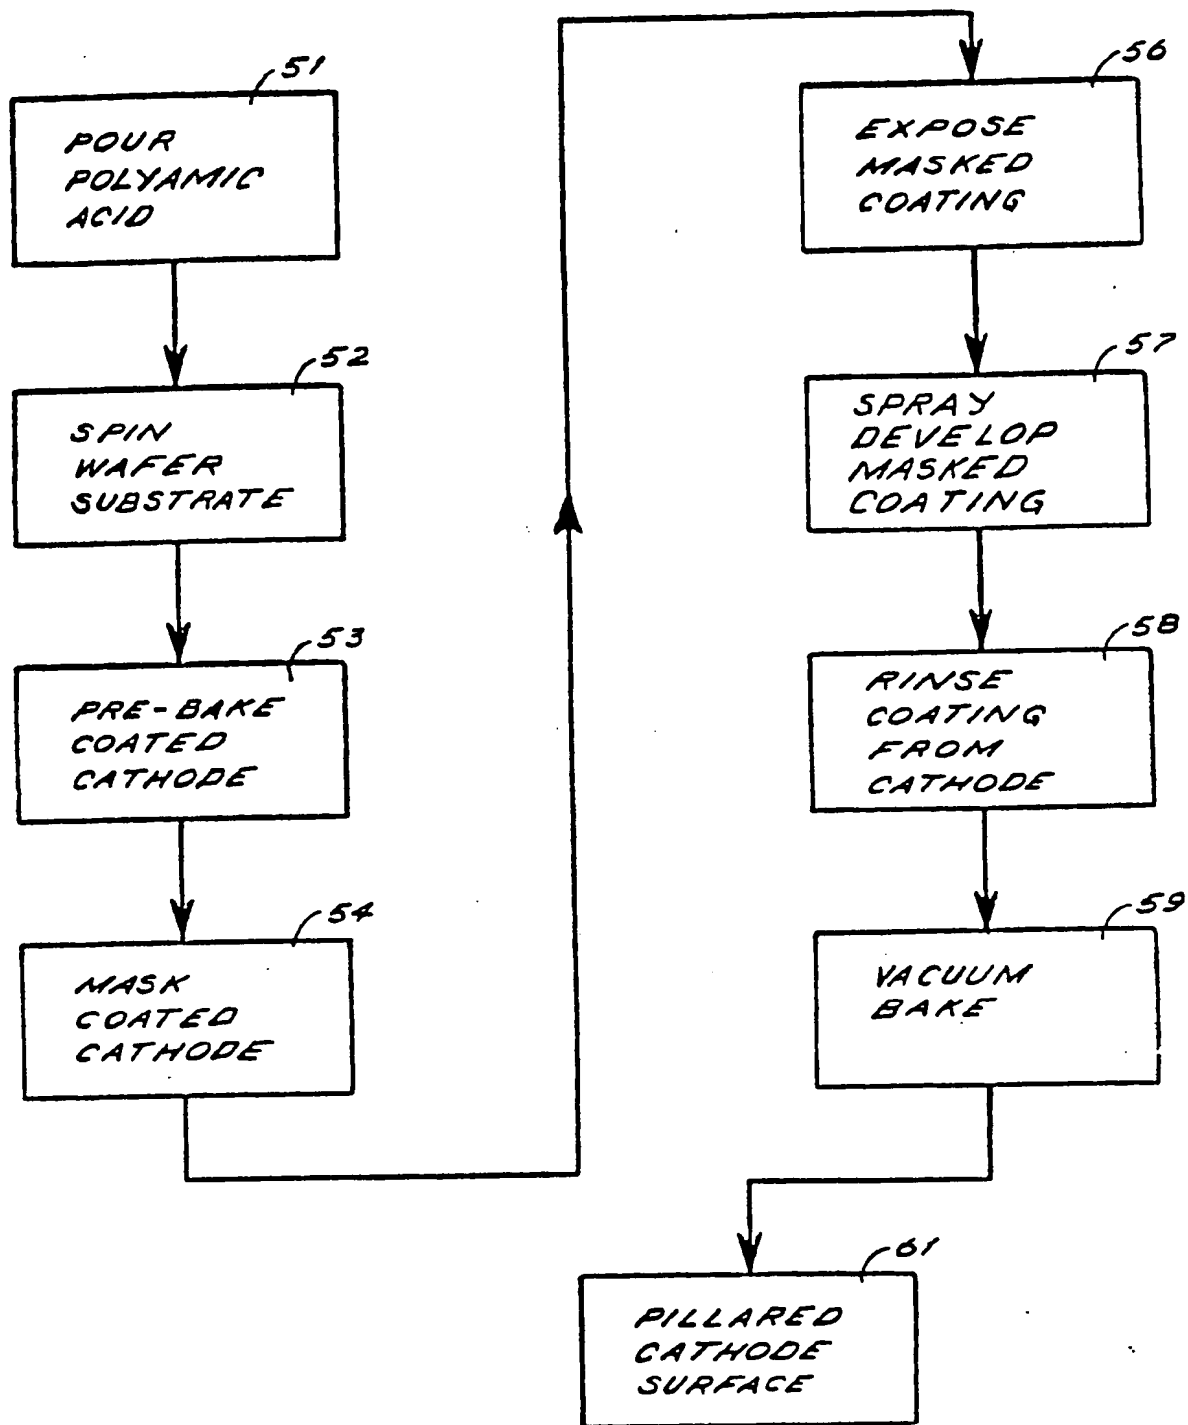 51
POUR
POLYAMIC
ACID
52
SPIN
WAFER
SUBSTRATE
53
PRE-BAKE
COATED
CATHODE
54
MASK
COATED
CATHODE
56
EXPOSE
MASKED
COATING
57
SPRAY
DEVELOP
MASKED
COATING
58
RINSE
COATING
FROM
CATHODE
59
VACUUM
BAKE
61
PILLARED
CATHODE
SURFACE